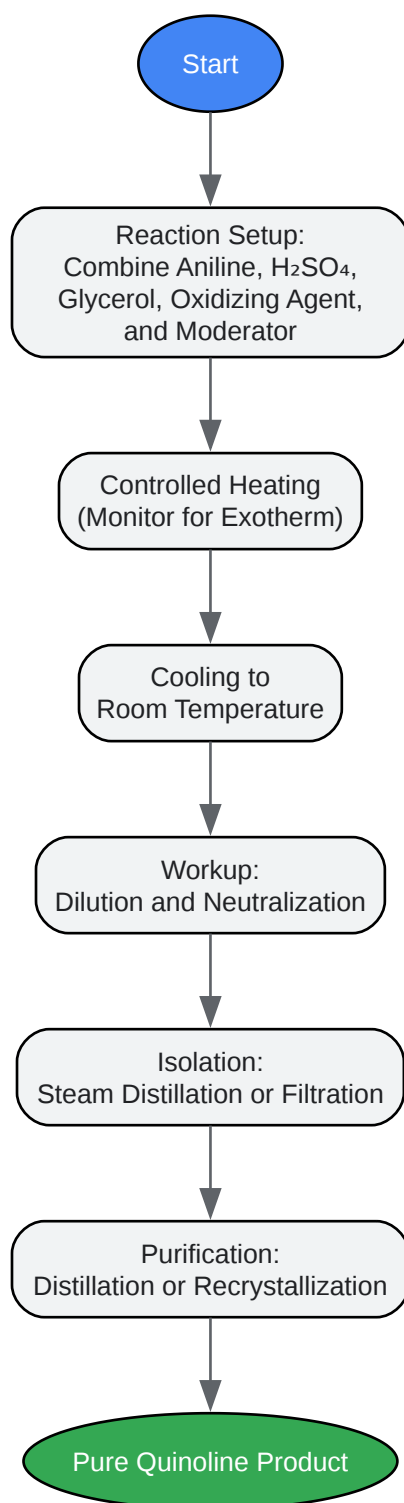 Start
Reaction Setup:
Combine Aniline, H₂SO₄,
Glycerol, Oxidizing Agent,
and Moderator
Controlled Heating
(Monitor for Exotherm)
Cooling to
Room Temperature
Workup:
Dilution and Neutralization
Isolation:
Steam Distillation or Filtration
Purification:
Distillation or Recrystallization
Pure Quinoline Product